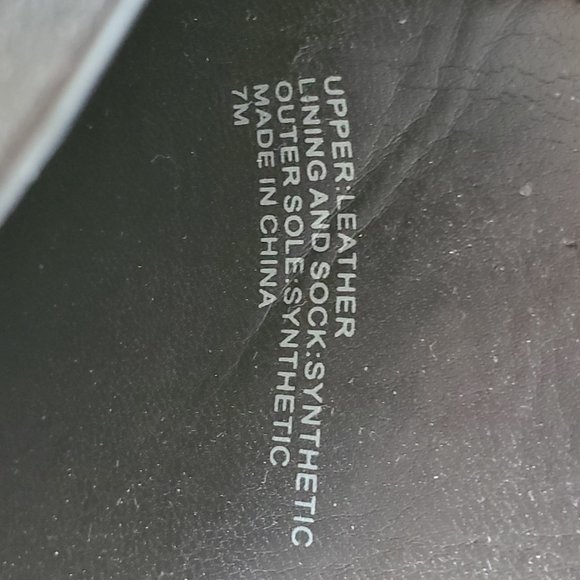 UPPER:LEATHER
LINING AND SOCK:SYNTHETIC
OUTER SOLE:SYNTHETIC
MADE IN CHINA
7M